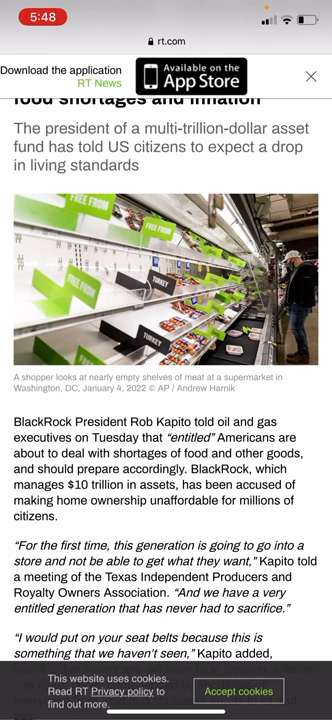 5:48
rt.com
Download the application
RT News
Available on the
App Store
food shortages and inflation
The president of a multi-trillion-dollar asset
fund has told US citizens to expect a drop
in living standards
FREE FROM
FREE FROM
FREE FROM
FREE FROM
TURKEY
TURKEY
A shopper looks at nearly empty shelves of meat at a supermarket in
Washington, DC, January 4, 2022 © AP / Andrew Harnik
BlackRock President Rob Kapito told oil and gas
executives on Tuesday that “entitled” Americans are
about to deal with shortages of food and other goods,
and should prepare accordingly. BlackRock, which
manages $10 trillion in assets, has been accused of
making home ownership unaffordable for millions of
citizens.
“For the first time, this generation is going to go into a
store and not be able to get what they want,” Kapito told
a meeting of the Texas Independent Producers and
Royalty Owners Association. “And we have a very
entitled generation that has never had to sacrifice.”
“I would put on your seat belts because this is
something that we haven’t seen,” Kapito added,
This website uses cookies.
Read RT Privacy policy to
find out more.
Accept cookies